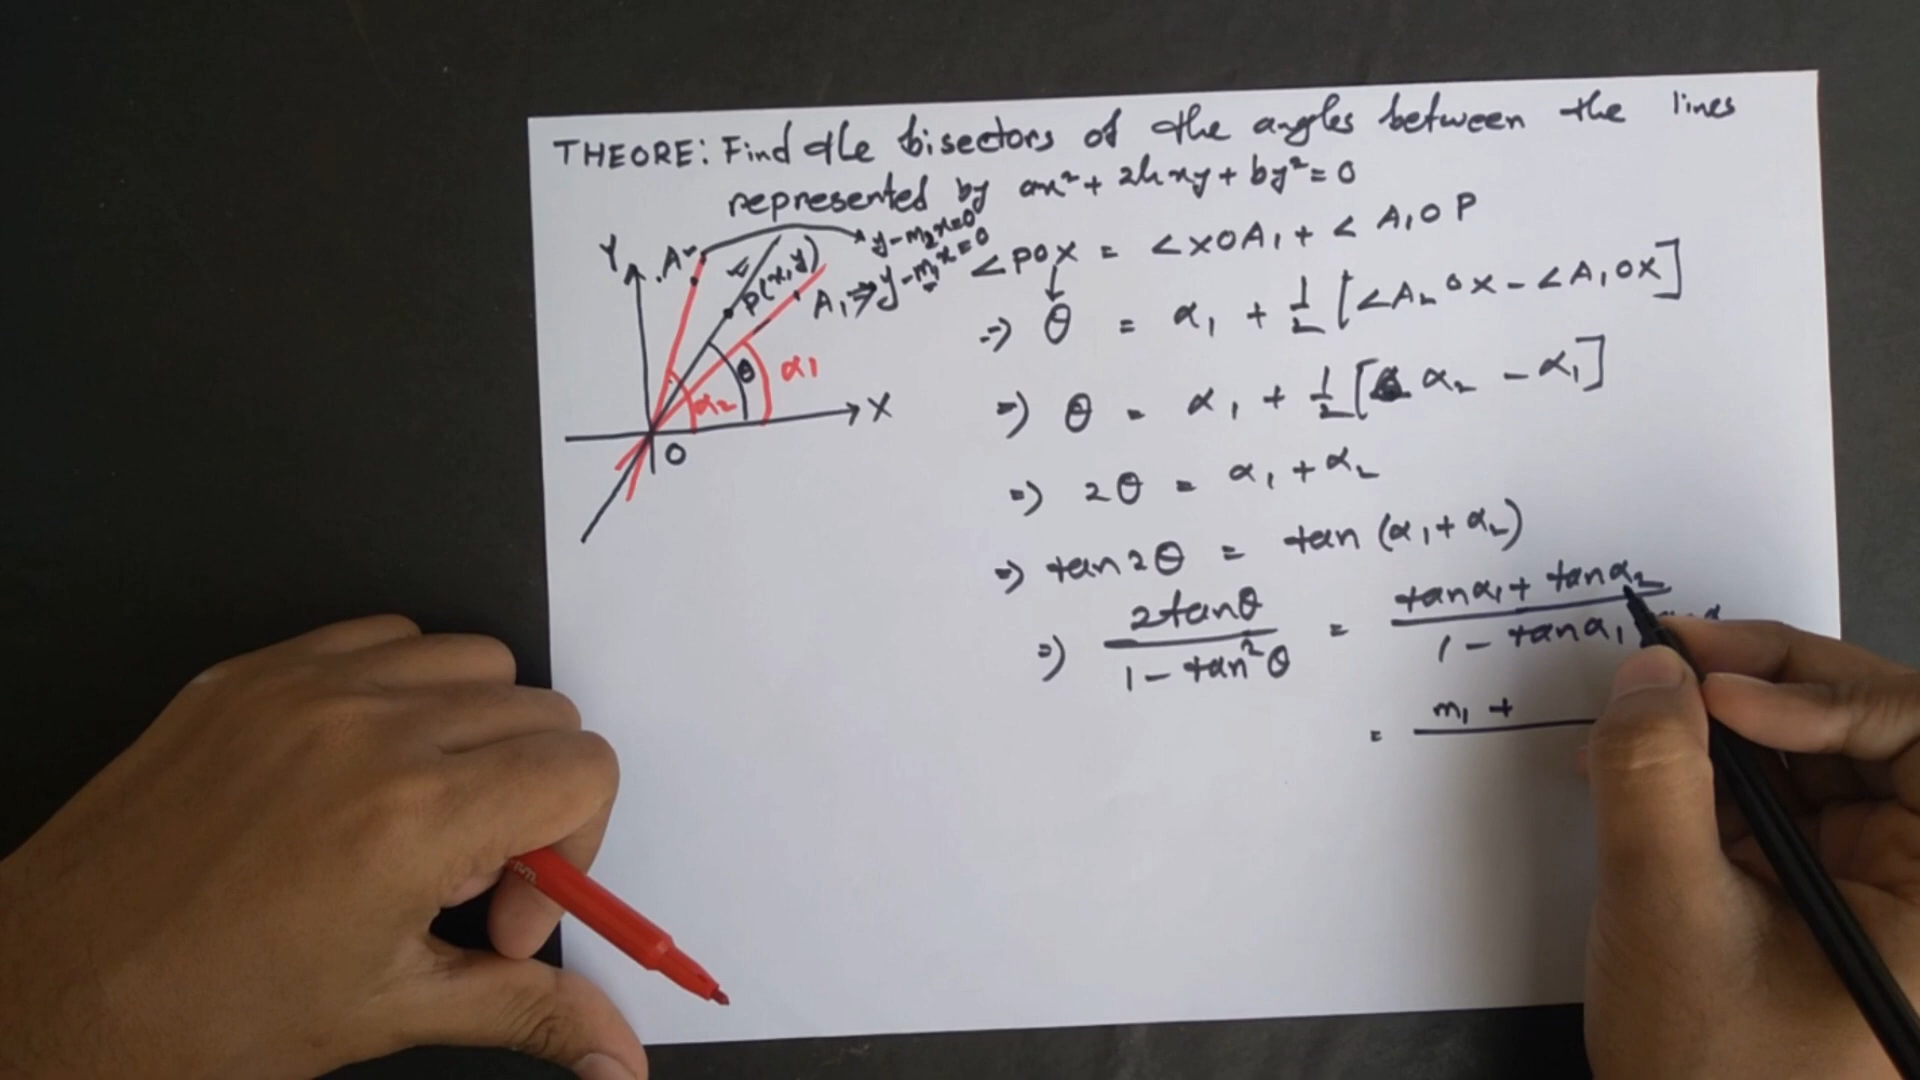 THEORE: Find the bisectors of the angles between the lines
represented by ax² + 2hxy + by² = 0
Y
A₂
P(x,y)
y-m₂x=0
A₁ ⇒ y-m₁x=0
θ
α₁
α₂
X
O
∠POX = ∠XOA₁ + ∠A₁OP
⇒ θ = α₁ + 1/2 [∠A₂OX - ∠A₁OX]
⇒ θ = α₁ + 1/2 [α₂ - α₁]
⇒ 2θ = α₁ + α₂
⇒ tan2θ = tan (α₁+α₂)
⇒ 2tanθ / 1 - tan²θ = tanα₁ + tanα₂ / 1 - tanα₁
= m₁ +